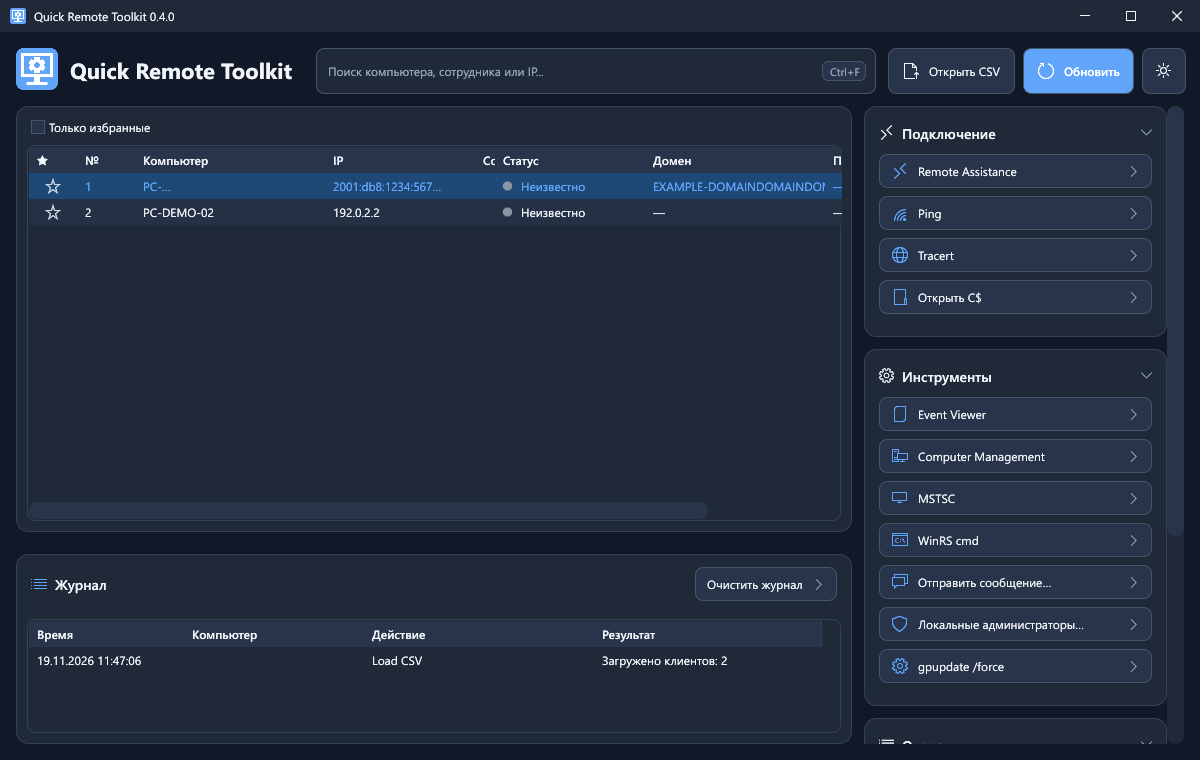 Quick Remote Toolkit 0.4.0
Quick Remote Toolkit
Поиск компьютера, сотрудника или IP...
Ctrl+F
Открыть CSV
Обновить
Только избранные
★ № Компьютер IP Сс Статус Домен П
1 PC-... 2001:db8:1234:567... Неизвестно EXAMPLE-DOMAINDOMAINDOM —
2 PC-DEMO-02 192.0.2.2 Неизвестно — —
Журнал
Очистить журнал
Время Компьютер Действие Результат
19.11.2026 11:47:06 Load CSV Загружено клиентов: 2
Подключение
Remote Assistance
Ping
Tracert
Открыть C$
Инструменты
Event Viewer
Computer Management
MSTSC
WinRS cmd
Отправить сообщение...
Локальные администраторы...
gpupdate /force